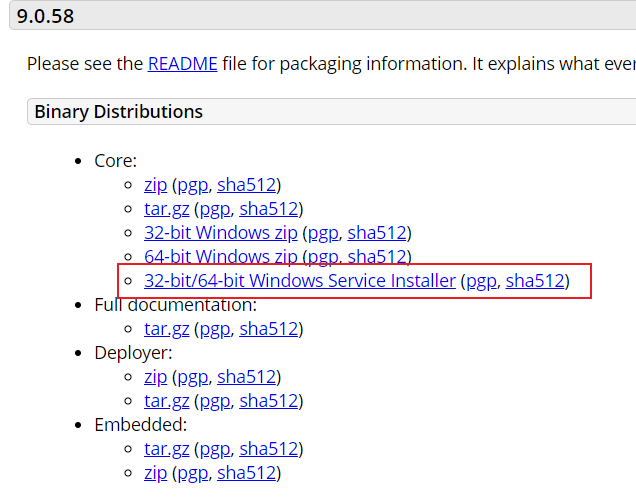 9.0.58
Please see the README file for packaging information. It explains what ever
Binary Distributions
Core:
zip (pgp, sha512)
tar.gz (pgp, sha512)
32-bit Windows zip (pgp, sha512)
64-bit Windows zip (pgp, sha512)
32-bit/64-bit Windows Service Installer (pgp, sha512)
Full documentation:
tar.gz (pgp, sha512)
Deployer:
zip (pgp, sha512)
tar.gz (pgp, sha512)
Embedded:
tar.gz (pgp, sha512)
zip (pgp, sha512)